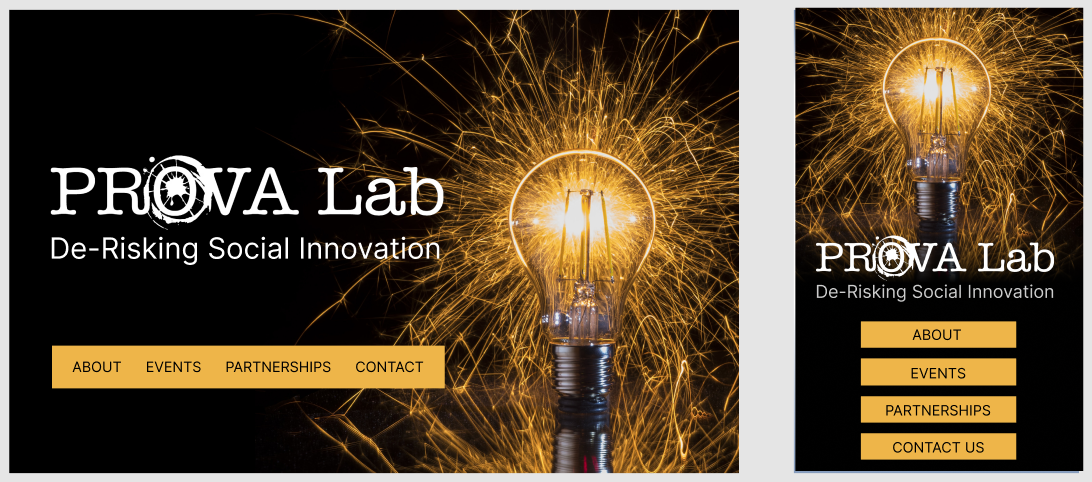 PROVA Lab
De-Risking Social Innovation
ABOUT EVENTS PARTNERSHIPS CONTACT
PROVA Lab
De-Risking Social Innovation
ABOUT
EVENTS
PARTNERSHIPS
CONTACT US